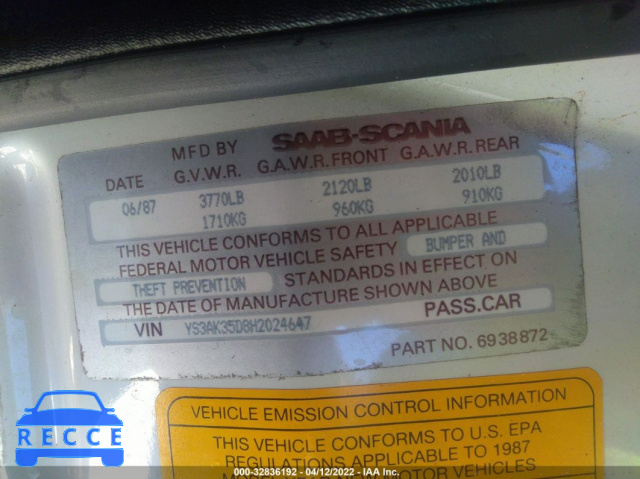 MFD BY SAAB-SCANIA
DATE G.V.W.R. G.A.W.R. FRONT G.A.W.R. REAR
06/87 3770LB 2120LB 2010LB
1710KG 960KG 910KG
THIS VEHICLE CONFORMS TO ALL APPLICABLE
FEDERAL MOTOR VEHICLE SAFETY BUMPER AND
THEFT PREVENTION STANDARDS IN EFFECT ON
THE DATE OF MANUFACTURE SHOWN ABOVE
VIN YS3AK35D8H2024647 PASS.CAR
PART NO. 6938872
VEHICLE EMISSION CONTROL INFORMATION
THIS VEHICLE CONFORMS TO U.S. EPA
REGULATIONS APPLICABLE TO 1987
MOTOR VEHICLES
RECCE
000-32836192 - 04/12/2022 - IAA Inc.